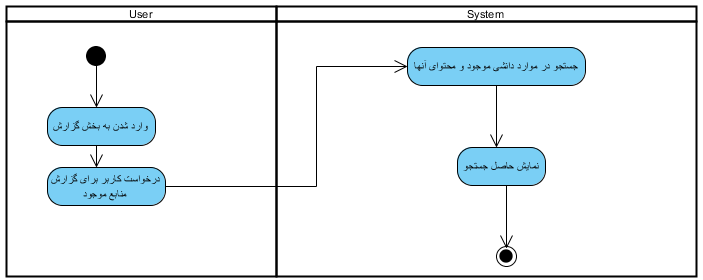 User
System
وارد شدن به بخش گزارش
درخواست کاربر برای گزارش
منابع موجود
جستجو در موارد دانشی موجود و محتوای آنها
نمایش حاصل جستجو